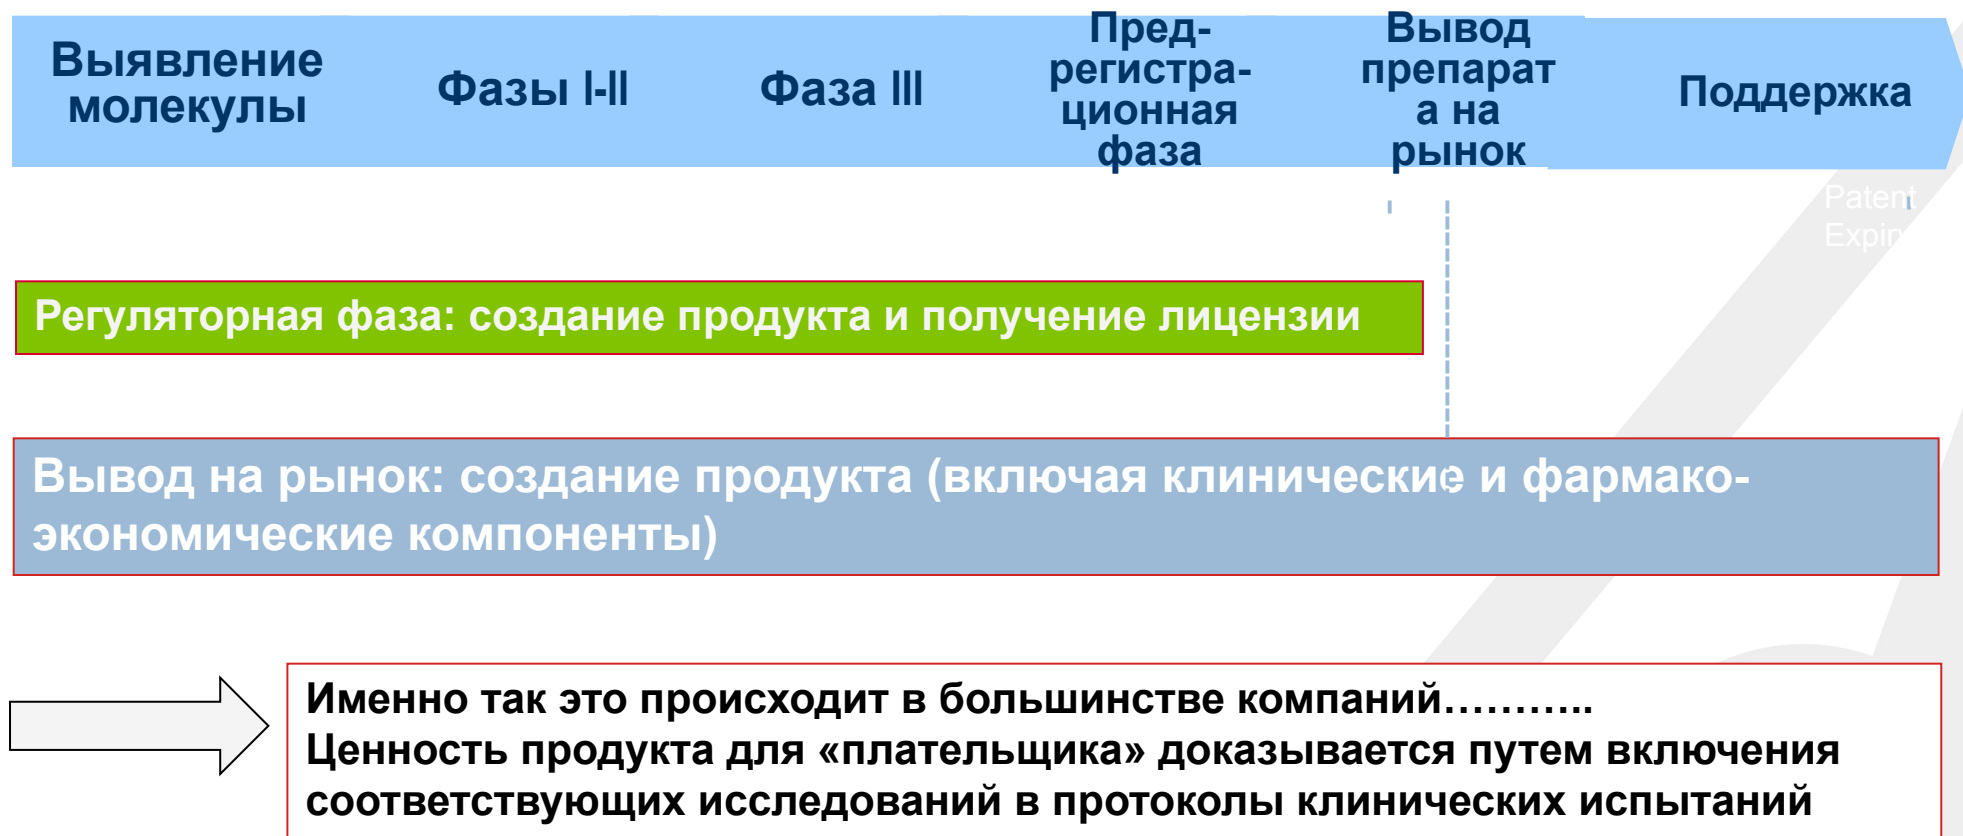 Выявление
молекулы
Фазы I-II
Фаза III
Пред-
регистра-
ционная
фаза
Вывод
препарат
а на
рынок
Поддержка
Patent
Expiry
Регуляторная фаза: создание продукта и получение лицензии
Вывод на рынок: создание продукта (включая клинические и фармако-
экономические компоненты)
Именно так это происходит в большинстве компаний………..
Ценность продукта для «плательщика» доказывается путем включения
соответствующих исследований в протоколы клинических испытаний